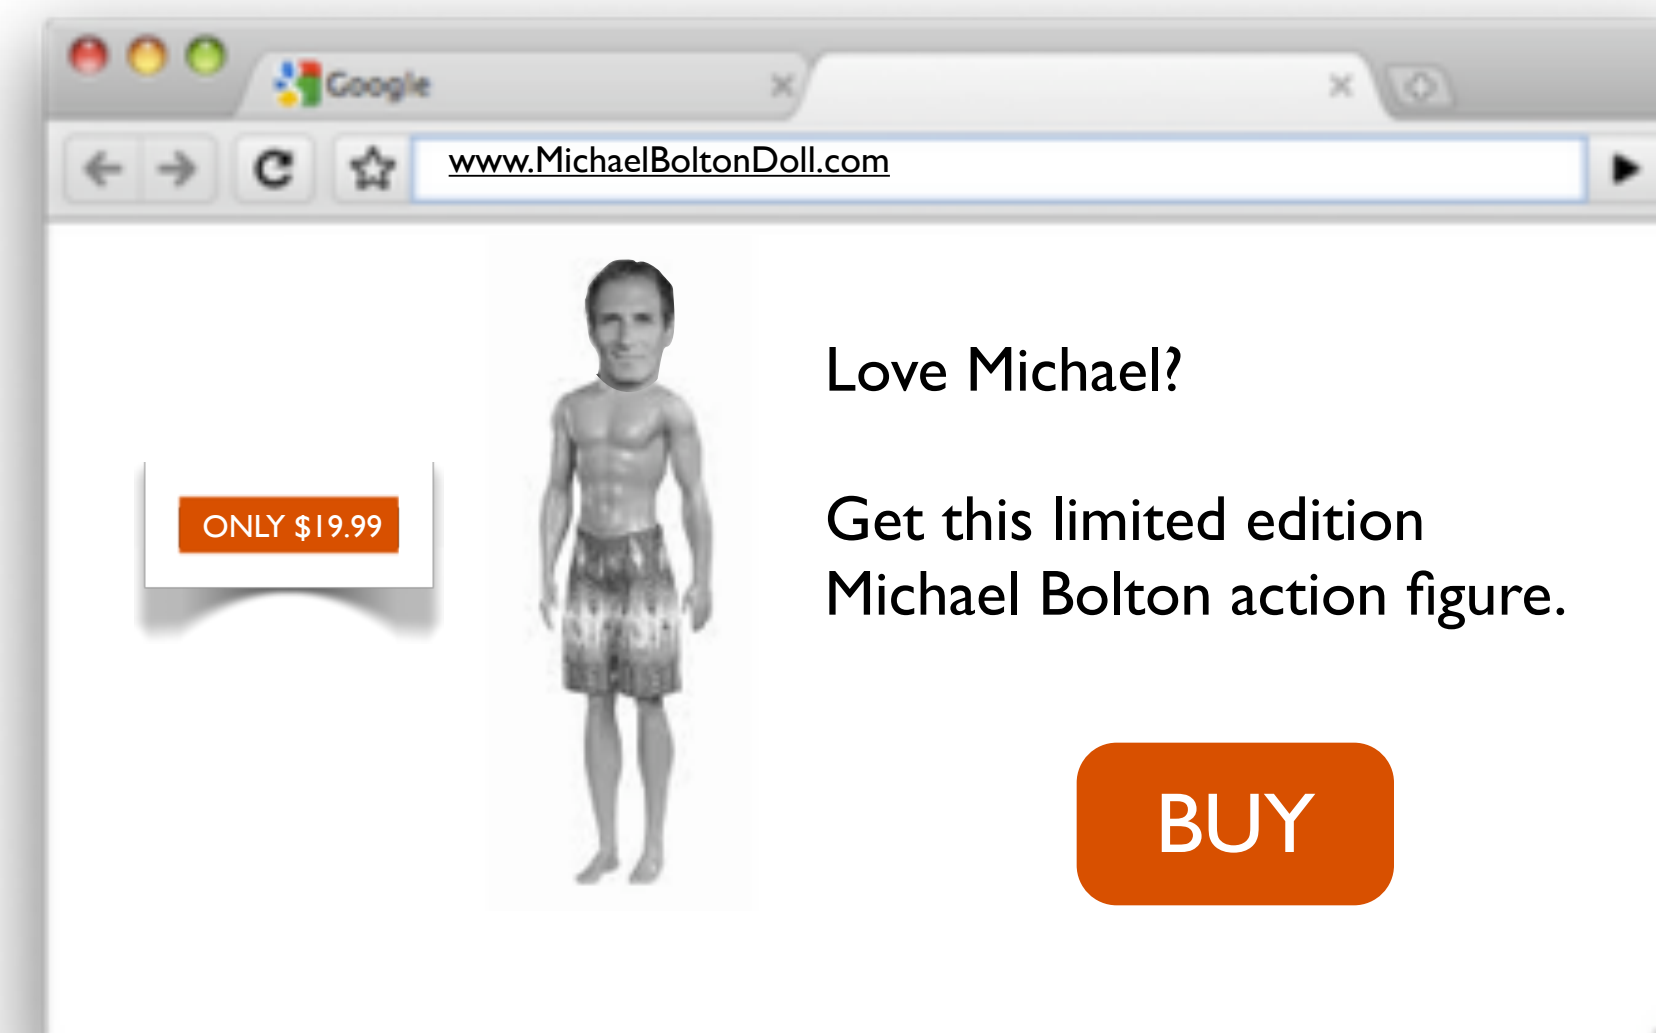 Google
www.MichaelBoltonDoll.com
Love Michael?
ONLY $19.99
Get this limited edition
Michael Bolton action figure.
BUY